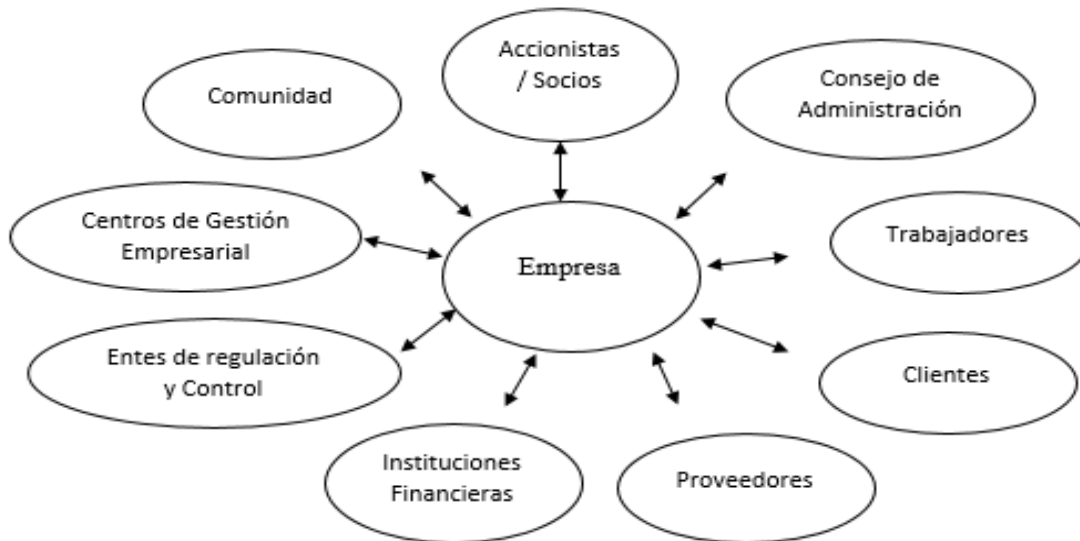 Accionistas
/ Socios
Comunidad
Consejo de
Administración
Centros de Gestión
Empresarial
Trabajadores
Empresa
Entes de regulación
y Control
Clientes
Instituciones
Financieras
Proveedores